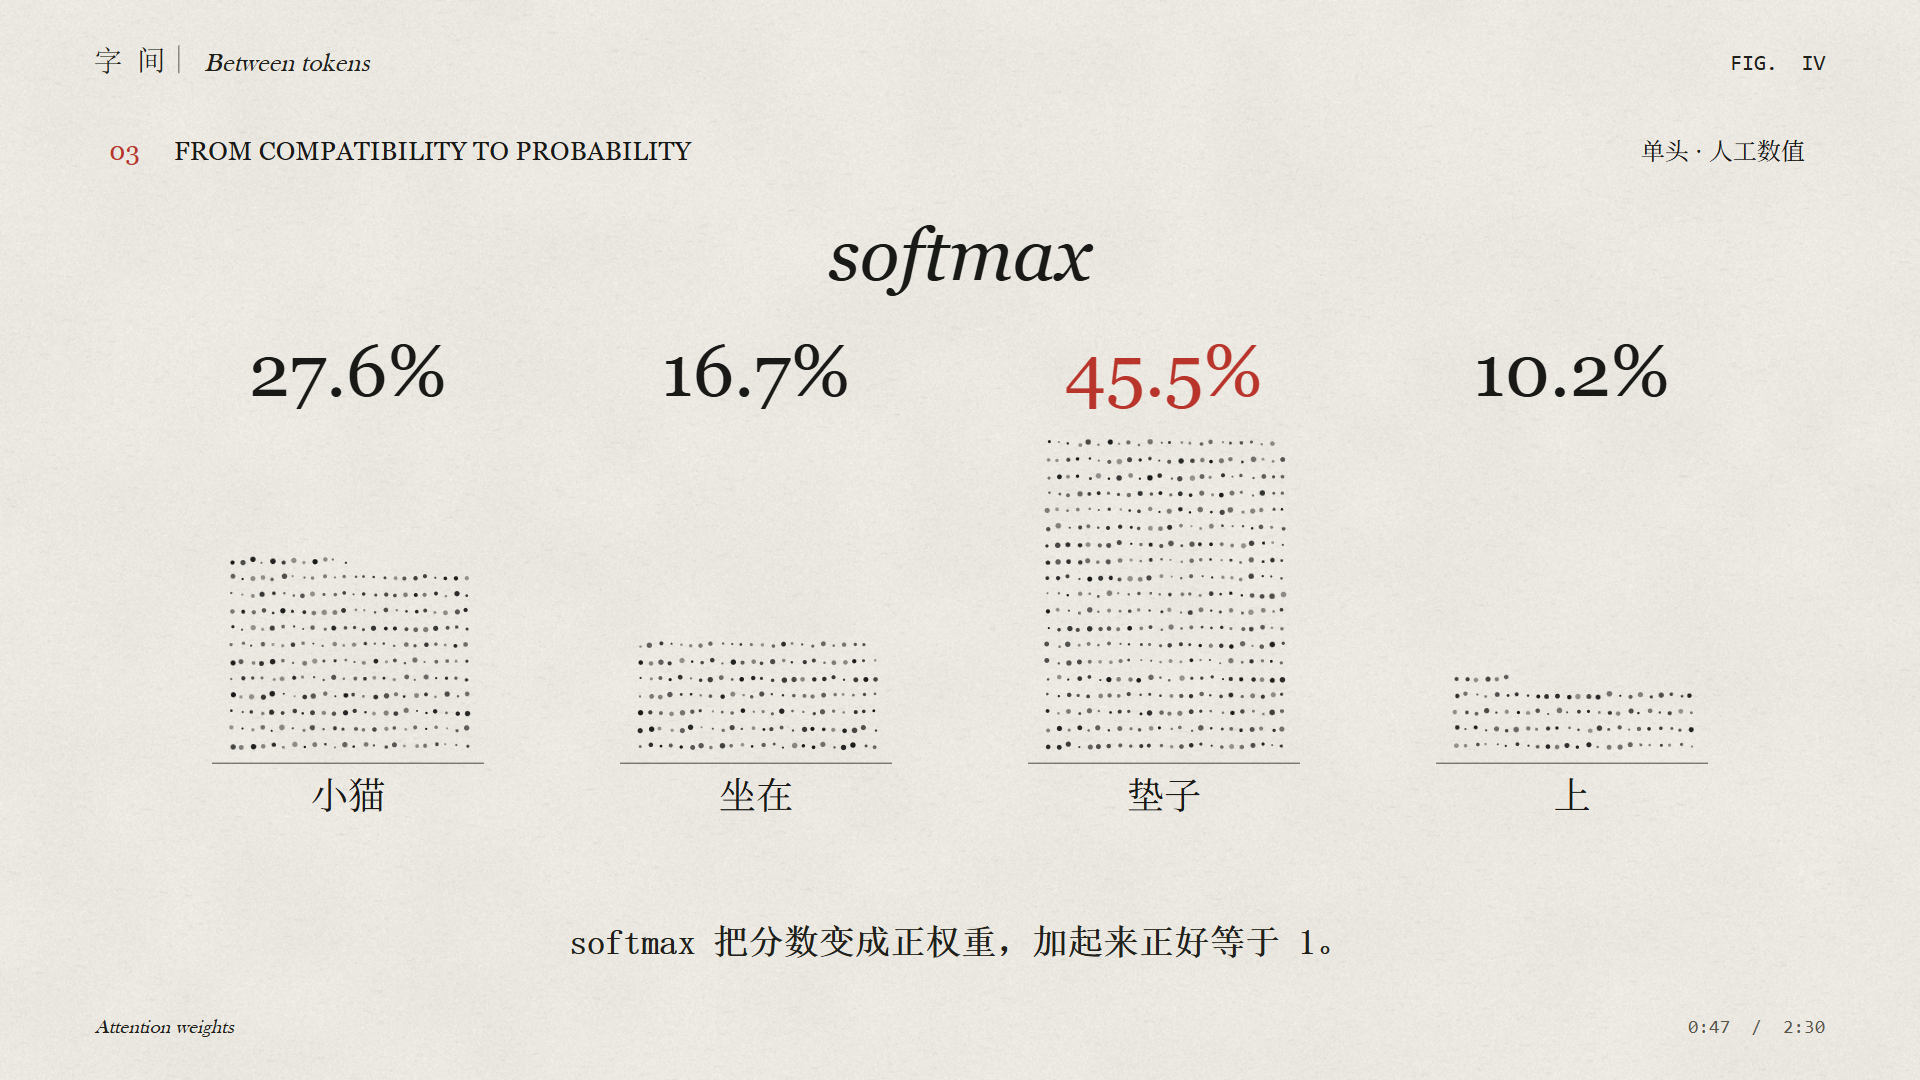 字 间 | Between tokens
FIG. IV
03 FROM COMPATIBILITY TO PROBABILITY
单头 · 人工数值
softmax
27.6% 16.7% 45.5% 10.2%
小猫 坐在 垫子 上
softmax 把分数变成正权重，加起来正好等于 1。
Attention weights
0:47 / 2:30